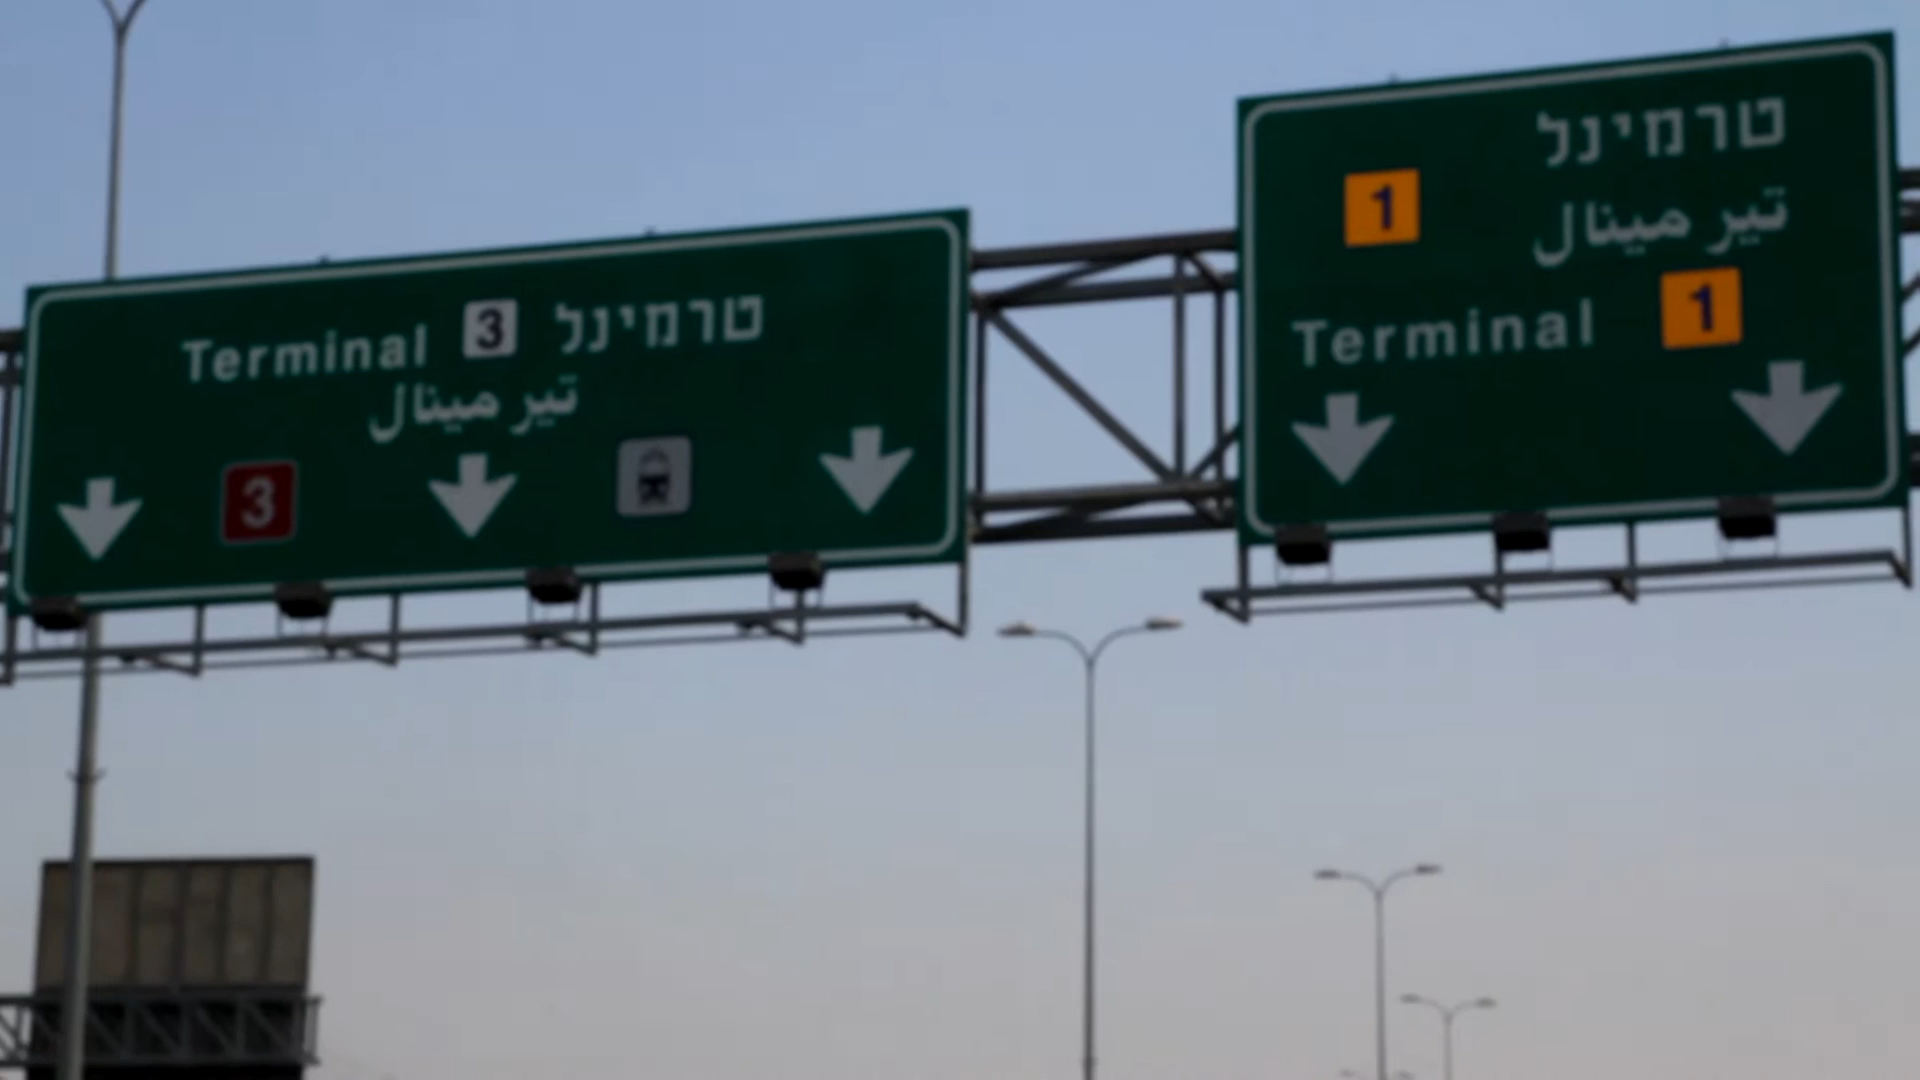 Terminal 3 טרמינל
تيرمينال
3
טרמינל
1
تيرمينال
Terminal 1